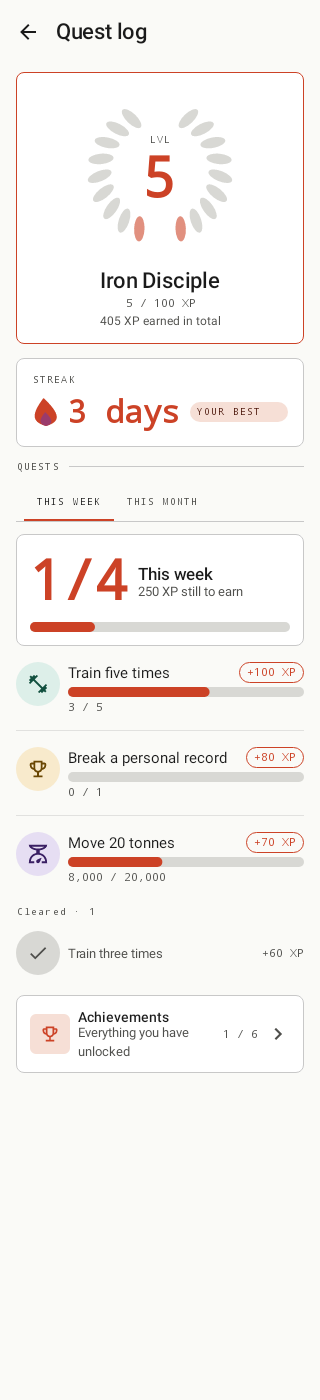 Quest log
LVL
5
Iron Disciple
5 / 100 XP
405 XP earned in total
STREAK
3 days
YOUR BEST
QUESTS
THIS WEEK
THIS MONTH
1/4
This week
250 XP still to earn
Train five times
+100 XP
3 / 5
Break a personal record
+80 XP
0 / 1
Move 20 tonnes
+70 XP
8,000 / 20,000
Cleared · 1
Train three times
+60 XP
Achievements
Everything you have
unlocked
1 / 6